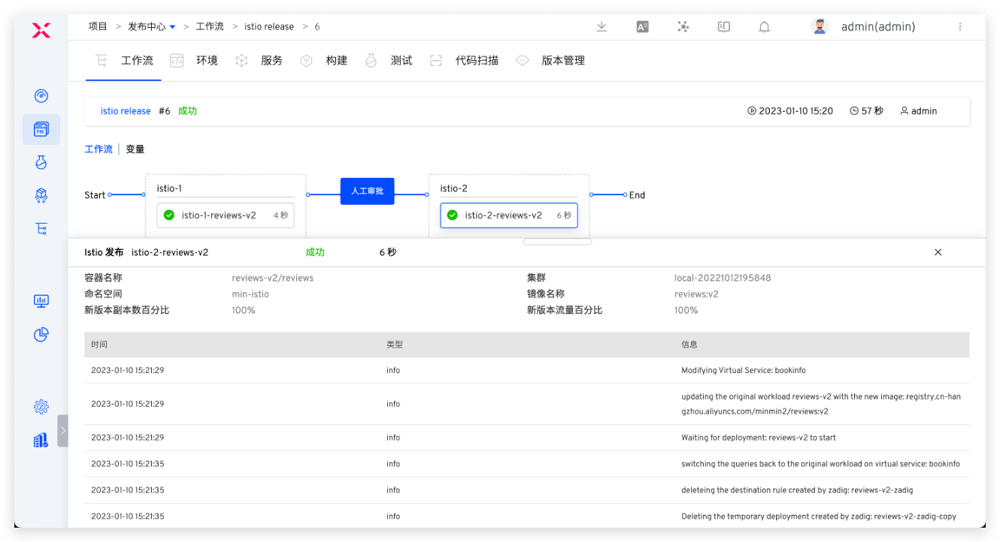 项目 > 发布中心 > 工作流 > istio release > 6
admin(admin)
工作流 环境 服务 构建 测试 代码扫描 版本管理
istio release #6 成功 2023-01-10 15:20 57 秒 admin
工作流 | 变量
istio-1
人工审批
istio-2
Start
End
istio-1-reviews-v2 4 秒
istio-2-reviews-v2 6 秒
Istio 发布 istio-2-reviews-v2 成功 6 秒
容器名称 reviews-v2/reviews 集群 local-20221012195848
命名空间 min-istio 镜像名称 reviews:v2
新版本副本数百分比 100% 新版本流量百分比 100%
时间 类型 信息
2023-01-10 15:21:29 info Modifying Virtual Service: bookinfo
2023-01-10 15:21:29 info updating the original workload reviews-v2 with the new image: registry.cn-han
gzhou.aliyuncs.com/minmin2/reviews:v2
2023-01-10 15:21:29 info Waiting for deployment: reviews-v2 to start
2023-01-10 15:21:35 info switching the queries back to the original workload on virtual service: bookinfo
2023-01-10 15:21:35 info deleteing the destination rule created by zadig: reviews-v2-zadig
2023-01-10 15:21:35 info Deleting the temporary deployment created by zadig: reviews-v2-zadig-copy